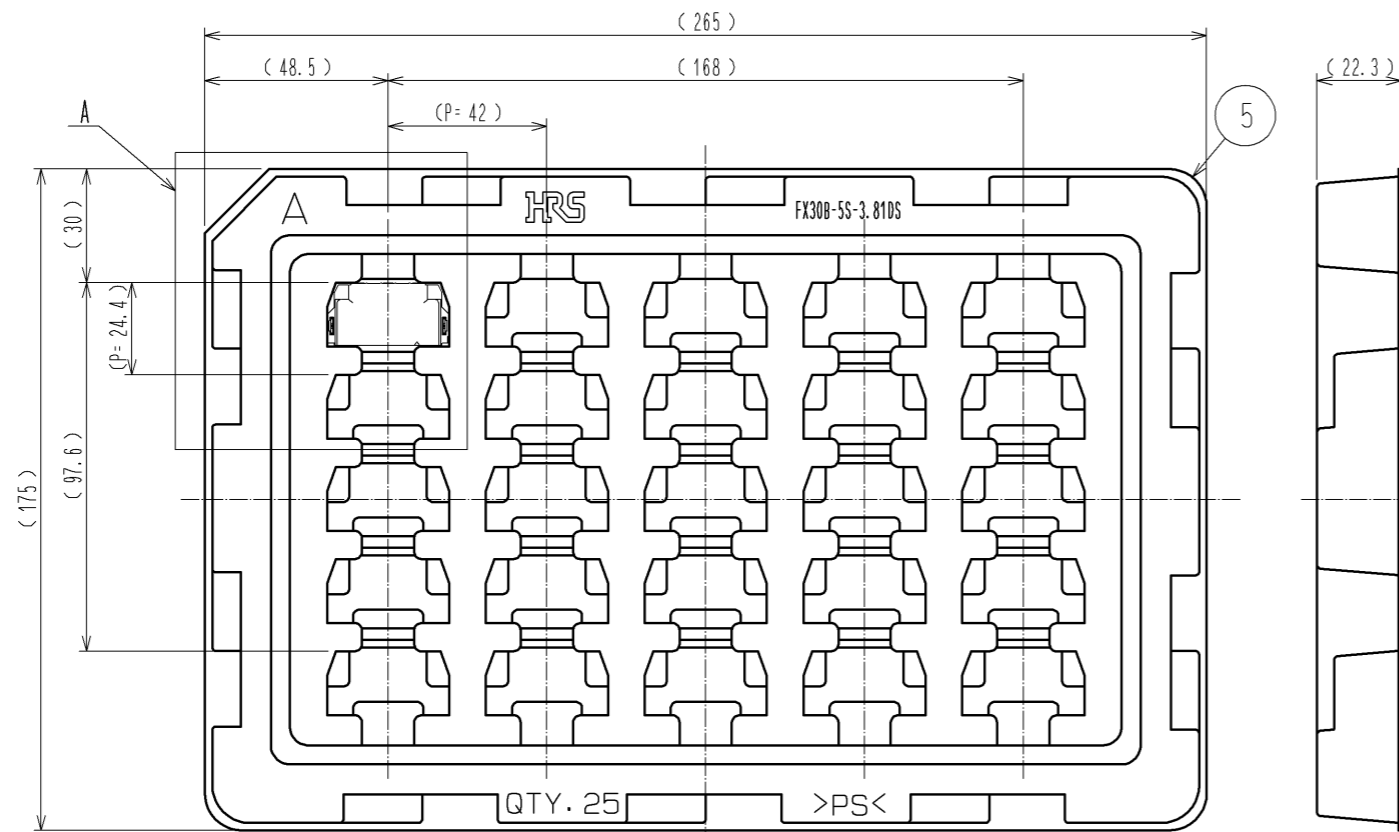 ( 265 )
( 48.5 )
( 168 )
( 22.3 )
A
(P= 42 )
5
A
HRS
FX30B-5S-3.81DS
( 30 )
(P= 24.4 )
( 97.6 )
( 175 )
QTY. 25
>PS<